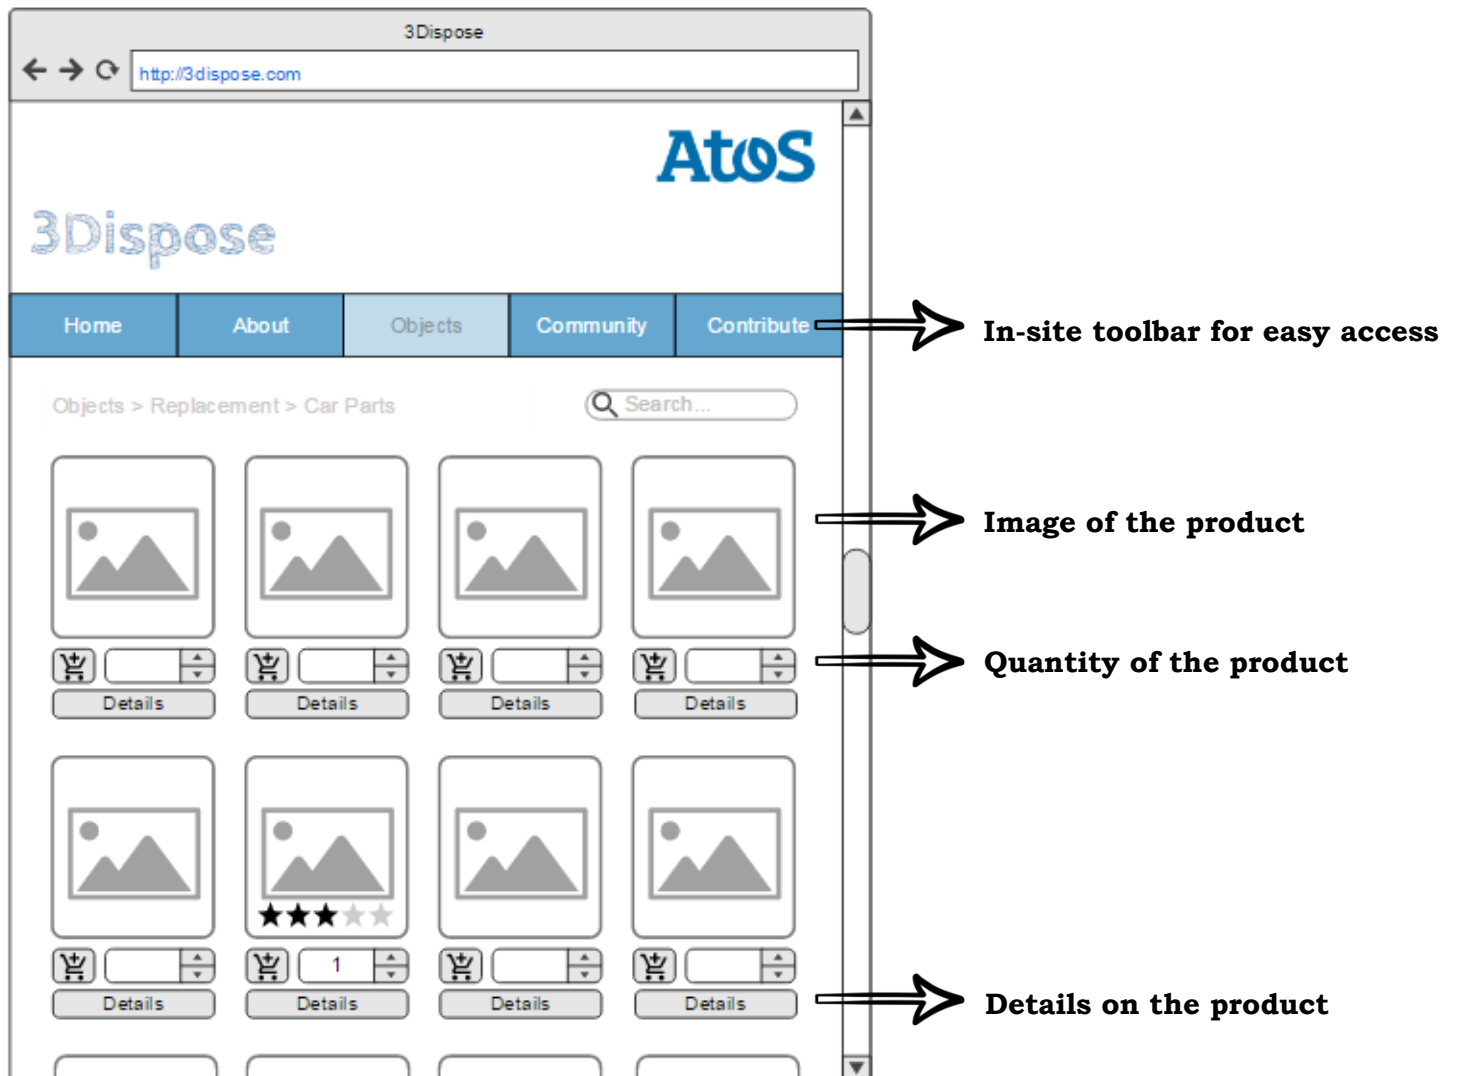 3Dispose
http://3dispose.com
Atos
3Dispose
Home About Objects Community Contribute
In-site toolbar for easy access
Objects > Replacement > Car Parts
Search...
Image of the product
Quantity of the product
Details Details Details Details
1
Details Details Details Details
Details on the product